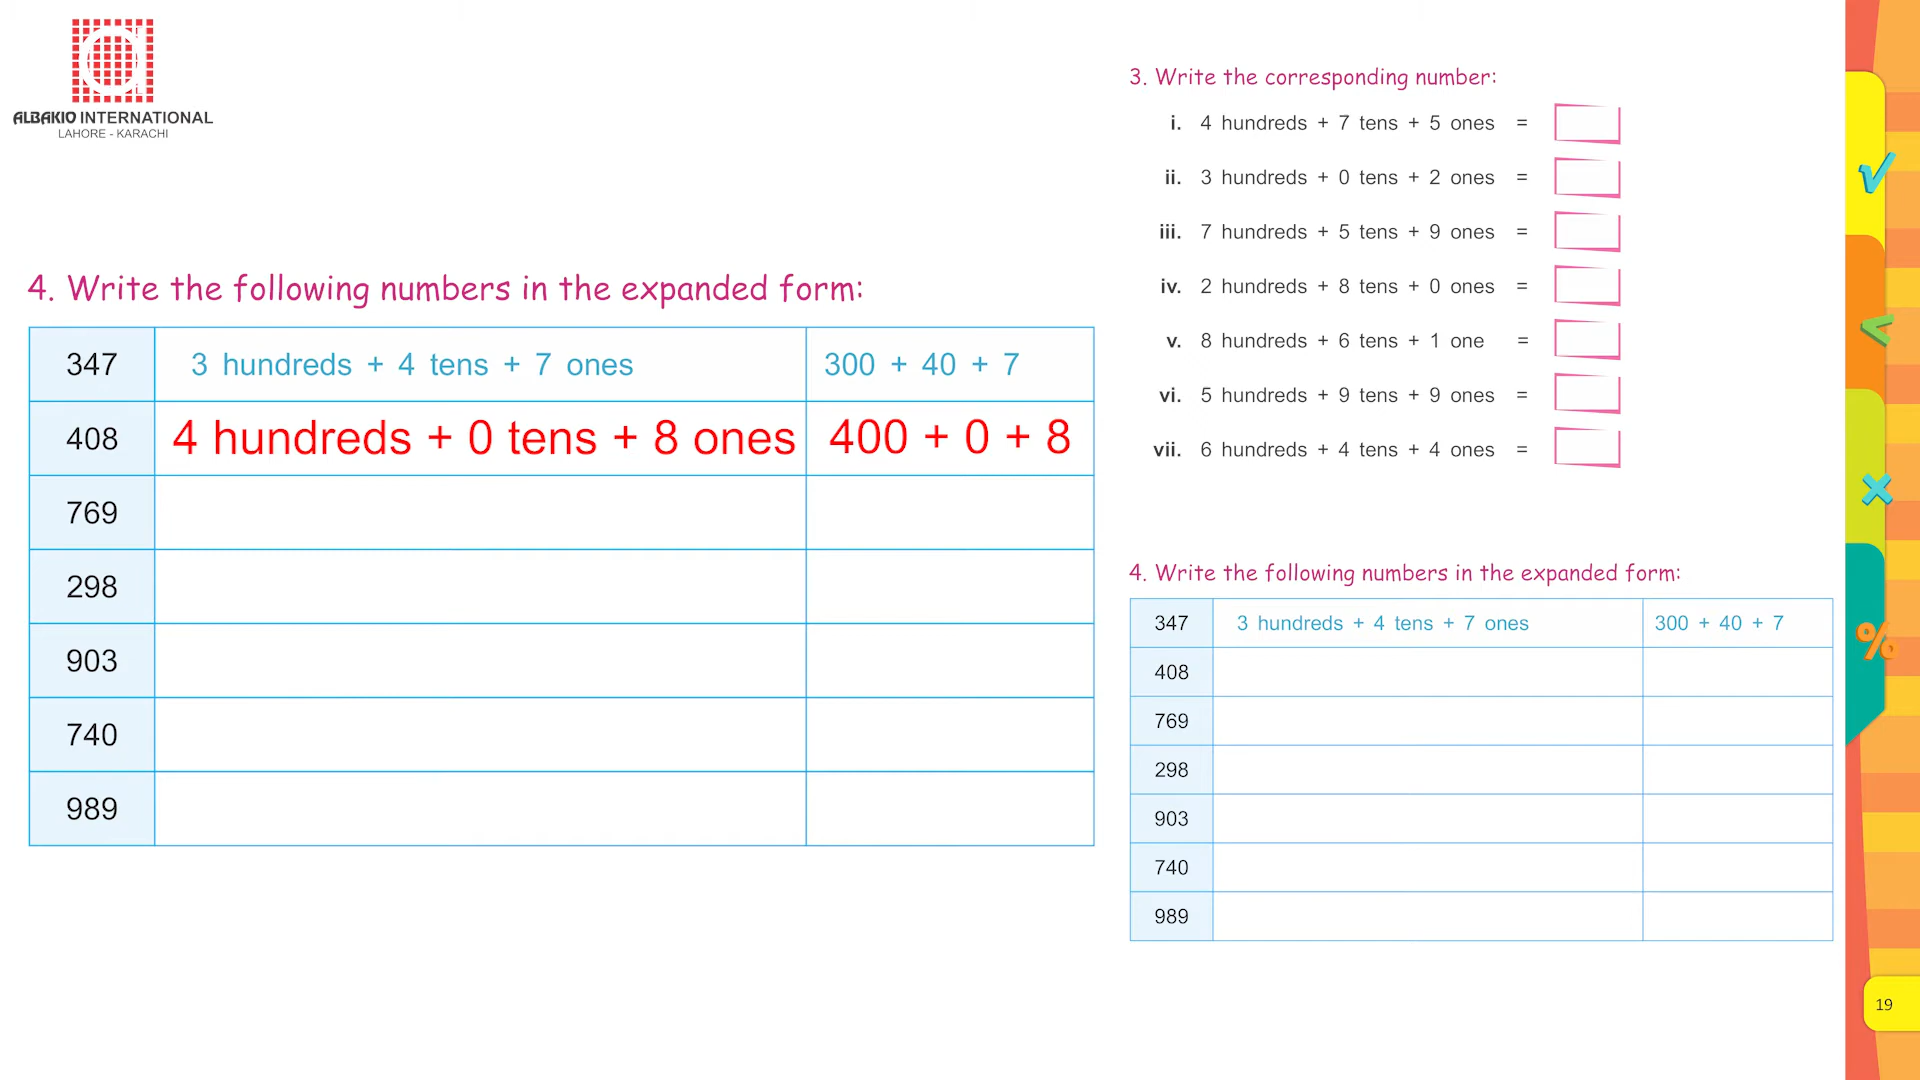 ALBAKIO INTERNATIONAL
LAHORE - KARACHI
4. Write the following numbers in the expanded form:
347 3 hundreds + 4 tens + 7 ones 300 + 40 + 7
408 4 hundreds + 0 tens + 8 ones 400 + 0 + 8
769
298
903
740
989
3. Write the corresponding number:
i. 4 hundreds + 7 tens + 5 ones =
ii. 3 hundreds + 0 tens + 2 ones =
iii. 7 hundreds + 5 tens + 9 ones =
iv. 2 hundreds + 8 tens + 0 ones =
v. 8 hundreds + 6 tens + 1 one =
vi. 5 hundreds + 9 tens + 9 ones =
vii. 6 hundreds + 4 tens + 4 ones =
4. Write the following numbers in the expanded form:
347 3 hundreds + 4 tens + 7 ones 300 + 40 + 7
408
769
298
903
740
989
√
<
×
%
19